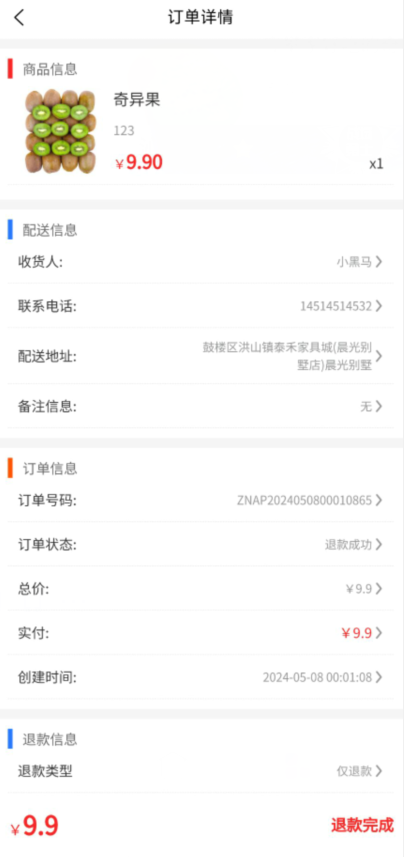 订单详情
商品信息
奇异果
123
￥9.90
x1
配送信息
收货人:
小黑马
联系电话:
14514514532
配送地址:
鼓楼区洪山镇泰禾家具城(晨光别
墅店)晨光别墅
备注信息:
无
订单信息
订单号码:
ZNAP2024050800010865
订单状态:
退款成功
总价:
￥9.9
实付:
￥9.9
创建时间:
2024-05-08 00:01:08
退款信息
退款类型
仅退款
￥9.9
退款完成